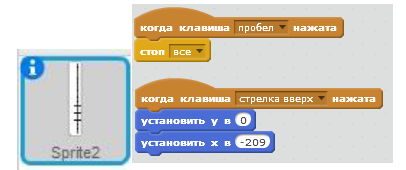 когда клавиша пробел нажата
стоп все
когда клавиша стрелка вверх нажата
установить y в 0
установить x в -209
Sprite2